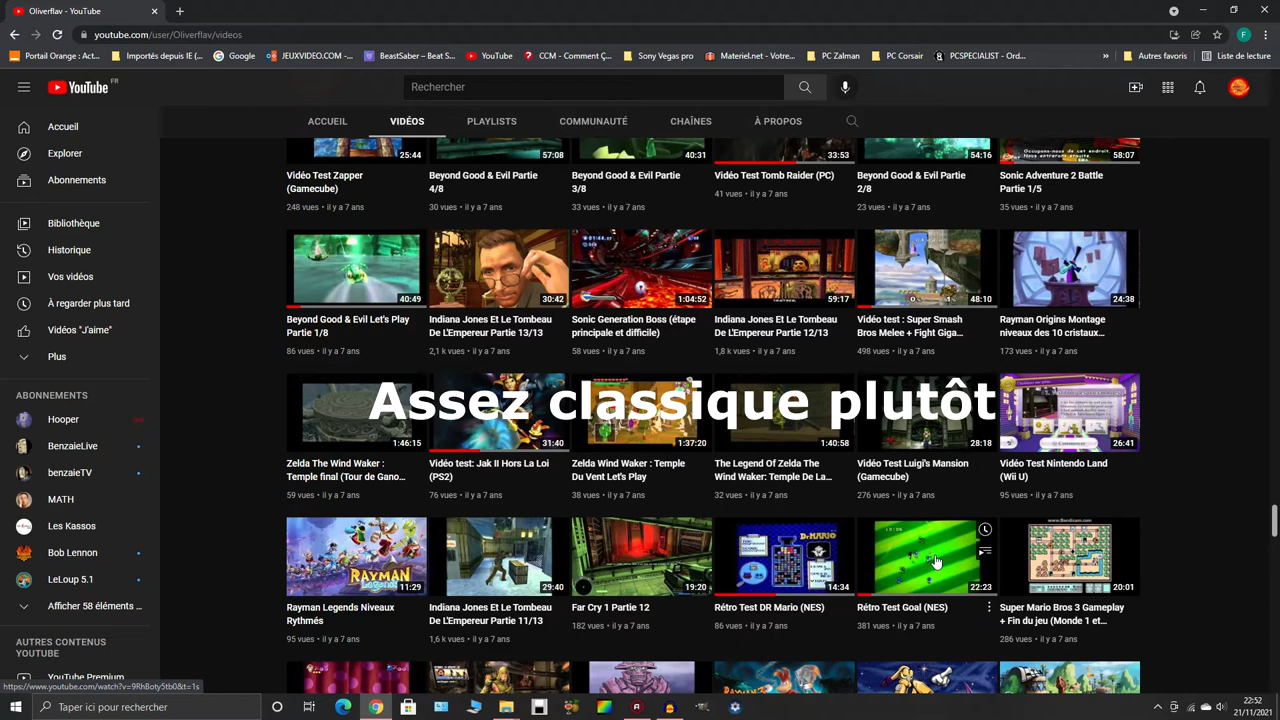 Oliverflav - YouTube
youtube.com/user/Oliverflav/videos
Portail Orange : Act... Importés depuis IE (... Google JEUXVIDEO.COM BeastSaber – Beat S... YouTube CCM - Comment Ç... Sony Vegas pro Materiel.net - Votre... PC Zalman PC Corsair PCSPECIALIST - Ord... Autres favoris Liste de lecture
YouTube FR
Rechercher
ACCUEIL VIDÉOS PLAYLISTS COMMUNAUTÉ CHAÎNES À PROPOS
Accueil
Explorer
Abonnements
Bibliothèque
Historique
Vos vidéos
À regarder plus tard
Vidéos "J'aime"
Plus
ABONNEMENTS
Hooper
BenzaieLive
benzaieTV
MATH
Les Kassos
Bob Lennon
LeLoup 5.1
Afficher 58 éléments ...
AUTRES CONTENUS
YOUTUBE
YouTube Premium
25:44 57:08 40:31 33:53 54:16 58:07
Vidéo Test Zapper
(Gamecube)
248 vues • il y a 7 ans
Beyond Good & Evil Partie
4/8
30 vues • il y a 7 ans
Beyond Good & Evil Partie
3/8
33 vues • il y a 7 ans
Vidéo Test Tomb Raider (PC)
41 vues • il y a 7 ans
Beyond Good & Evil Partie
2/8
23 vues • il y a 7 ans
Sonic Adventure 2 Battle
Partie 1/5
35 vues • il y a 7 ans
40:49 30:42 1:04:52 59:17 48:10 24:38
Beyond Good & Evil Let's Play
Partie 1/8
86 vues • il y a 7 ans
Indiana Jones Et Le Tombeau
De L'Empereur Partie 13/13
2,1 k vues • il y a 7 ans
Sonic Generation Boss (étape
principale et difficile)
58 vues • il y a 7 ans
Indiana Jones Et Le Tombeau
De L'Empereur Partie 12/13
1,8 k vues • il y a 7 ans
Vidéo test : Super Smash
Bros Melee + Fight Giga...
498 vues • il y a 7 ans
Rayman Origins Montage
niveaux des 10 cristaux...
173 vues • il y a 7 ans
Assez classique plutôt
1:46:15 31:40 1:37:20 1:40:58 28:18 26:41
Zelda The Wind Waker :
Temple final (Tour de Gano...
59 vues • il y a 7 ans
Vidéo test: Jak II Hors La Loi
(PS2)
76 vues • il y a 7 ans
Zelda Wind Waker : Temple
Du Vent Let's Play
38 vues • il y a 7 ans
The Legend Of Zelda The
Wind Waker: Temple De La...
32 vues • il y a 7 ans
Vidéo Test Luigi's Mansion
(Gamecube)
276 vues • il y a 7 ans
Vidéo Test Nintendo Land
(Wii U)
95 vues • il y a 7 ans
RAYMAN LEGENDS
DR.MARIO
www.Bandicam.com
11:29 29:40 19:20 14:34 22:23 20:01
Rayman Legends Niveaux
Rythmés
95 vues • il y a 7 ans
Indiana Jones Et Le Tombeau
De L'Empereur Partie 11/13
1,6 k vues • il y a 7 ans
Far Cry 1 Partie 12
182 vues • il y a 7 ans
Rétro Test DR Mario (NES)
86 vues • il y a 7 ans
Rétro Test Goal (NES)
381 vues • il y a 7 ans
Super Mario Bros 3 Gameplay
+ Fin du jeu (Monde 1 et...
286 vues • il y a 7 ans
https://www.youtube.com/watch?v=9RhBoty5tb0&t=1s
Taper ici pour rechercher
22:52
21/11/2021